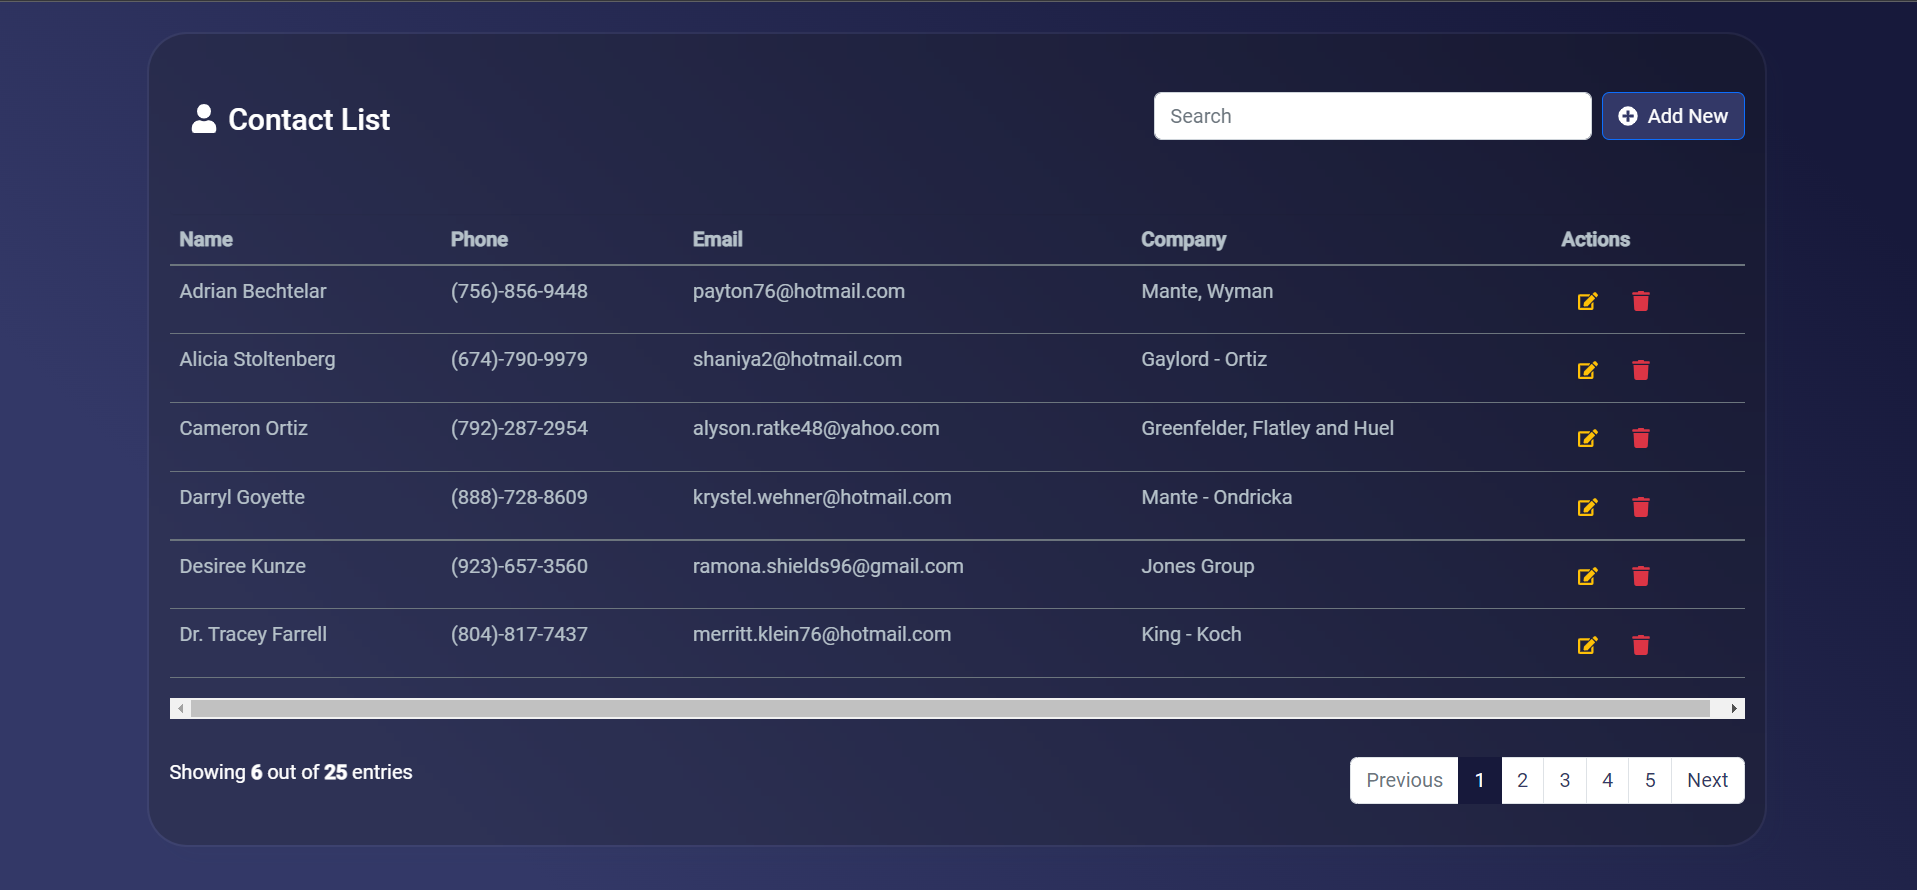 Contact List
Search
Add New
Name Phone Email Company Actions
Adrian Bechtelar (756)-856-9448 payton76@hotmail.com Mante, Wyman
Alicia Stoltenberg (674)-790-9979 shaniya2@hotmail.com Gaylord - Ortiz
Cameron Ortiz (792)-287-2954 alyson.ratke48@yahoo.com Greenfelder, Flatley and Huel
Darryl Goyette (888)-728-8609 krystel.wehner@hotmail.com Mante - Ondricka
Desiree Kunze (923)-657-3560 ramona.shields96@gmail.com Jones Group
Dr. Tracey Farrell (804)-817-7437 merritt.klein76@hotmail.com King - Koch
Showing 6 out of 25 entries
Previous 1 2 3 4 5 Next